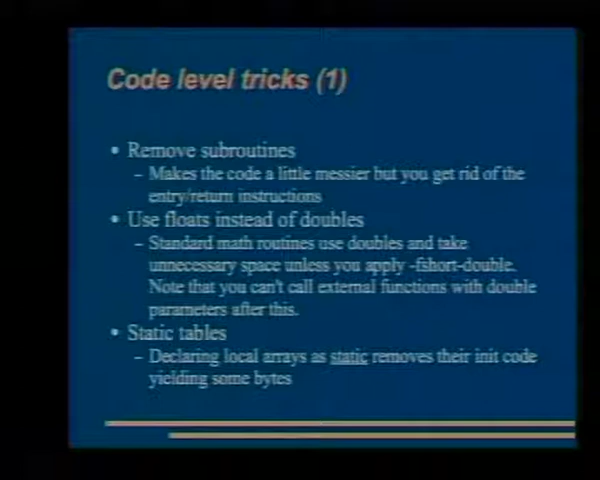 Code level tricks (1)
• Remove subroutines
– Makes the code a little messier but you get rid of the
entry/return instructions
• Use floats instead of doubles
– Standard math routines use doubles and take
unnecessary space unless you apply -fshort-double.
Note that you can't call external functions with double
parameters after this.
• Static tables
– Declaring local arrays as static removes their init code
yielding some bytes